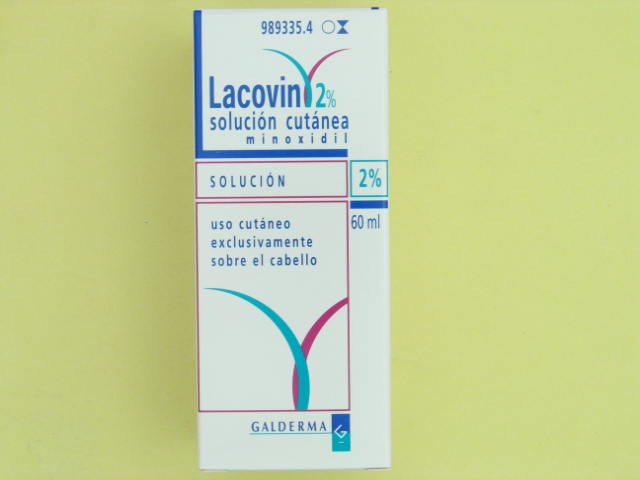 989335.4
Lacovin 2%
solución cutánea
minoxidil
SOLUCIÓN
2%
60 ml
uso cutáneo
exclusivamente
sobre el cabello
GALDERMA
G